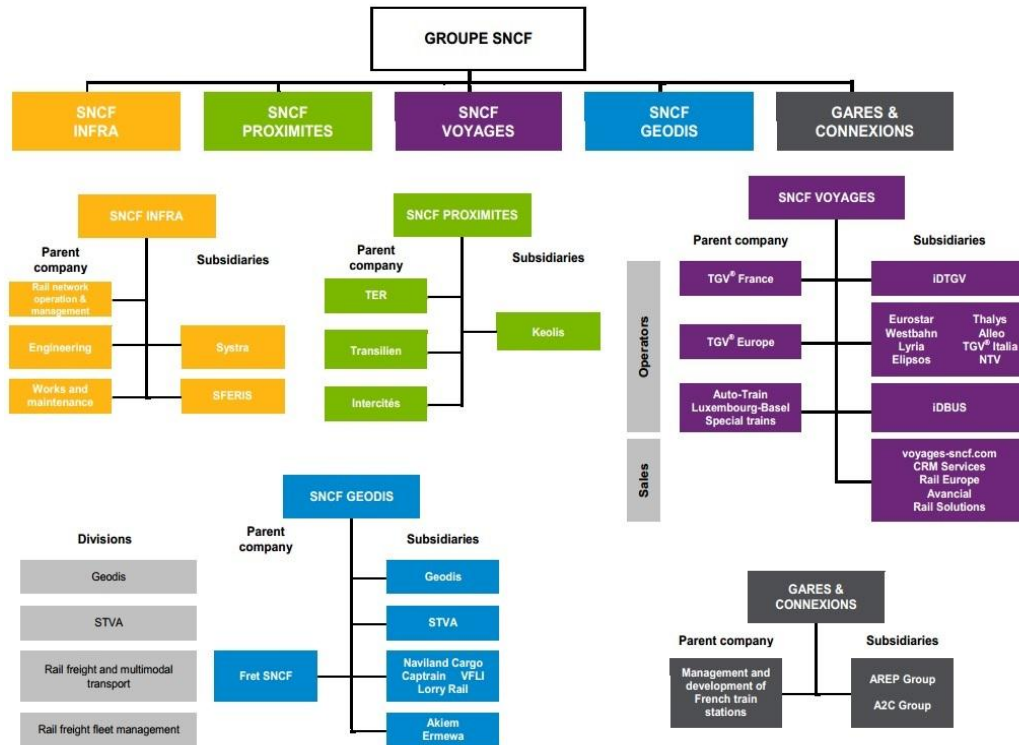 GROUPE SNCF
SNCF
INFRA
SNCF
PROXIMITES
SNCF
VOYAGES
SNCF
GEODIS
GARES &
CONNEXIONS
SNCF INFRA
Parent
company
Subsidiaries
Rail network
operation &
management
Engineering
Systra
Works and
maintenance
SFERIS
SNCF PROXIMITES
Parent
company
Subsidiaries
TER
Keolis
Transilien
Intercités
SNCF VOYAGES
Parent company
Subsidiaries
Operators
TGV® France
iDTGV
TGV® Europe
Eurostar Thalys
Westbahn Alleo
Lyria TGV® Italia
Elipsos NTV
Auto-Train
Luxembourg-Basel
Special trains
iDBUS
Sales
voyages-sncf.com
CRM Services
Rail Europe
Avancial
Rail Solutions
SNCF GEODIS
Divisions
Parent
company
Subsidiaries
Geodis
Geodis
STVA
STVA
Rail freight and multimodal
transport
Fret SNCF
Naviland Cargo
Captrain VFLI
Lorry Rail
Rail freight fleet management
Akiem
Ermewa
GARES &
CONNEXIONS
Parent company
Subsidiaries
Management and
development of
French train
stations
AREP Group
A2C Group